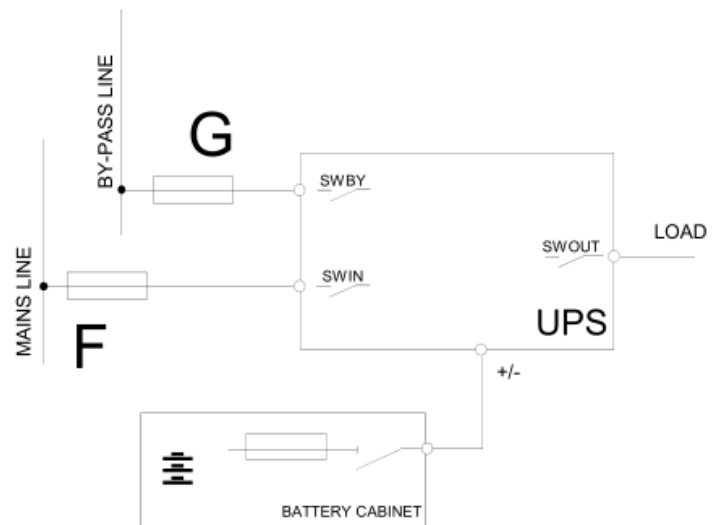 BY-PASS LINE
G
SWBY
MAINS LINE
F
SWIN
SWOUT
LOAD
UPS
+/-
BATTERY CABINET